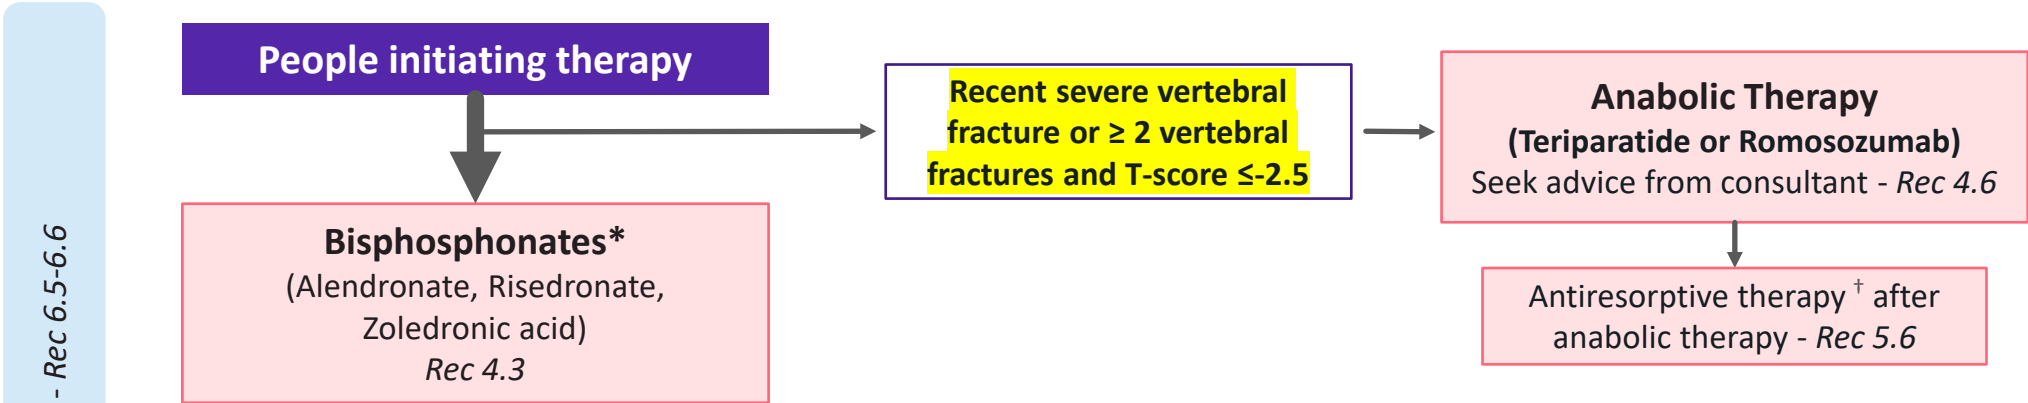 - Rec 6.5-6.6
People initiating therapy
Bisphosphonates*
(Alendronate, Risedronate,
Zoledronic acid)
Rec 4.3
Recent severe vertebral
fracture or ≥ 2 vertebral
fractures and T-score ≤-2.5
Anabolic Therapy
(Teriparatide or Romosozumab)
Seek advice from consultant - Rec 4.6
Antiresorptive therapy † after
anabolic therapy - Rec 5.6